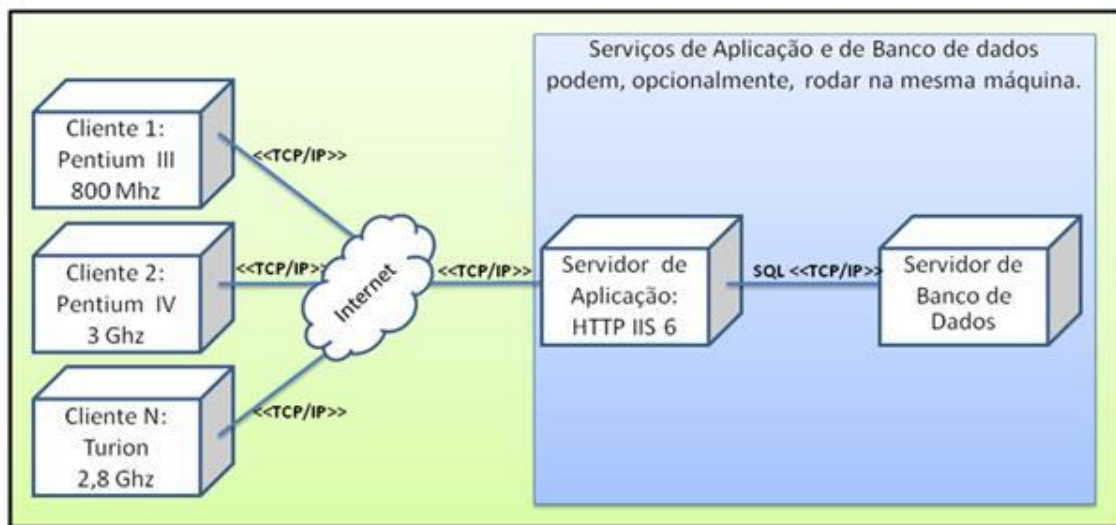 Serviços de Aplicação e de Banco de dados
podem, opcionalmente, rodar na mesma máquina.
Cliente 1:
Pentium III
800 Mhz
<<TCP/IP>>
Cliente 2:
Pentium IV
3 Ghz
<<TCP/IP>>
Internet
<<TCP/IP>>
Servidor de
Aplicação:
HTTP IIS 6
SQL <<TCP/IP>>
Servidor de
Banco de
Dados
Cliente N:
Turion
2,8 Ghz
<<TCP/IP>>